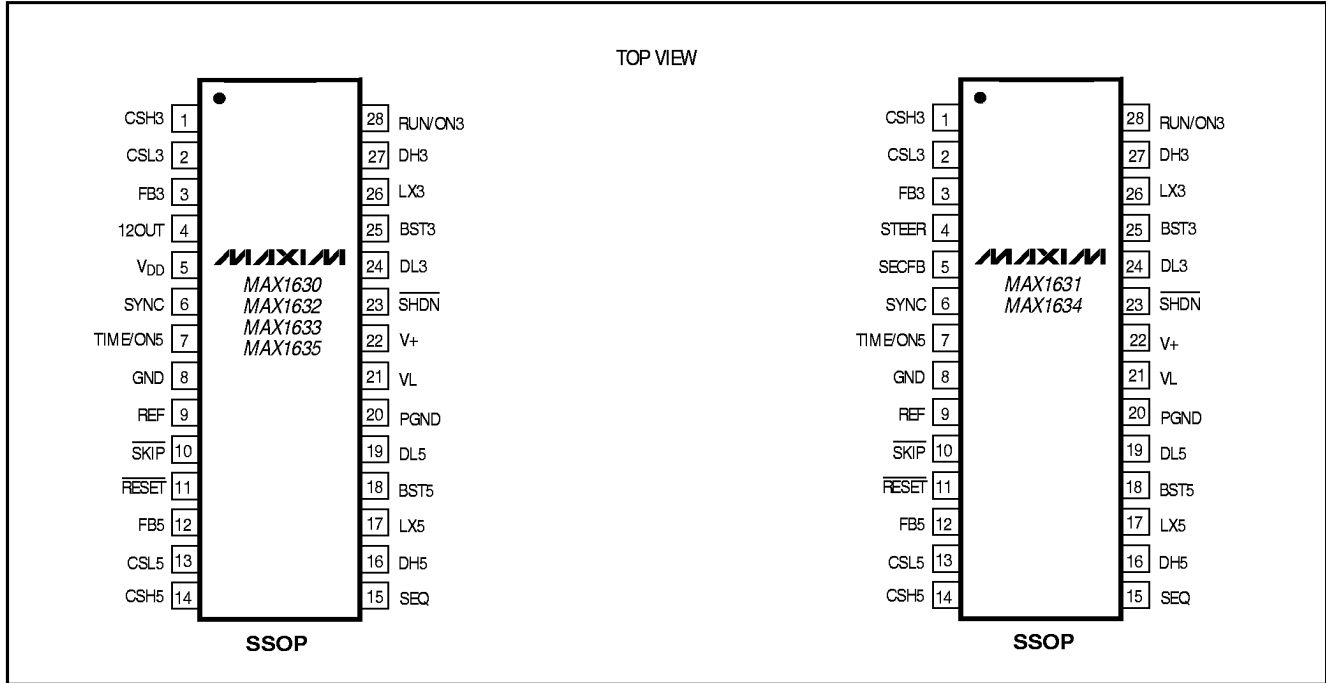 TOP VIEW
CSH3 1
CSL3 2
FB3 3
12OUT 4
VDD 5
SYNC 6
TIME/ON5 7
GND 8
REF 9
SKIP 10
RESET 11
FB5 12
CSL5 13
CSH5 14
MAXIM
MAX1630
MAX1632
MAX1633
MAX1635
28 RUN/ON3
27 DH3
26 LX3
25 BST3
24 DL3
23 SHDN
22 V+
21 VL
20 PGND
19 DL5
18 BST5
17 LX5
16 DH5
15 SEQ
SSOP
CSH3 1
CSL3 2
FB3 3
STEER 4
SECFB 5
SYNC 6
TIME/ON5 7
GND 8
REF 9
SKIP 10
RESET 11
FB5 12
CSL5 13
CSH5 14
MAXIM
MAX1631
MAX1634
28 RUN/ON3
27 DH3
26 LX3
25 BST3
24 DL3
23 SHDN
22 V+
21 VL
20 PGND
19 DL5
18 BST5
17 LX5
16 DH5
15 SEQ
SSOP